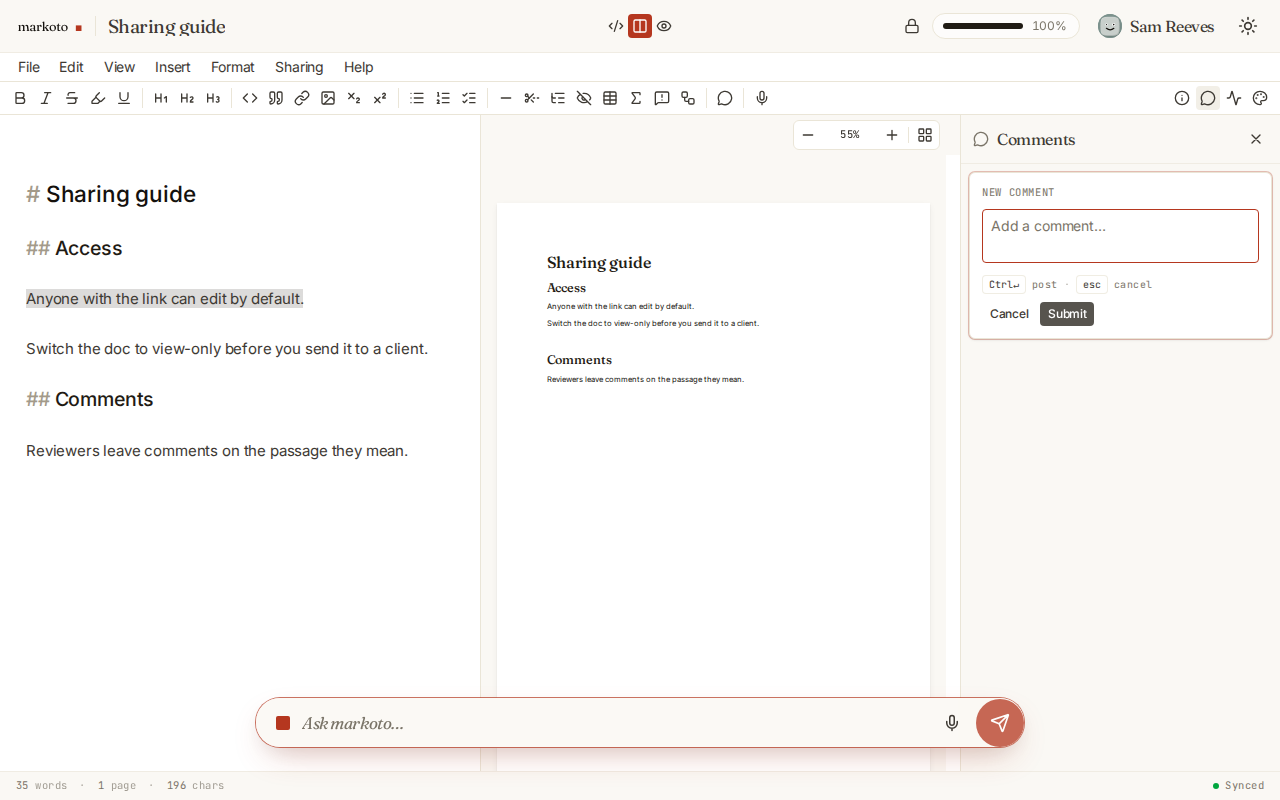 markoto
Sharing guide
100%
Sam Reeves
File Edit View Insert Format Sharing Help
H1 H2 H3
X2 X2
55%
# Sharing guide
## Access
Anyone with the link can edit by default.
Switch the doc to view-only before you send it to a client.
## Comments
Reviewers leave comments on the passage they mean.
Sharing guide
Access
Anyone with the link can edit by default.
Switch the doc to view-only before you send it to a client.
Comments
Reviewers leave comments on the passage they mean.
Comments
NEW COMMENT
Add a comment...
Ctrl↵ post · esc cancel
Cancel Submit
Ask markoto...
35 words · 1 page · 196 chars
Synced